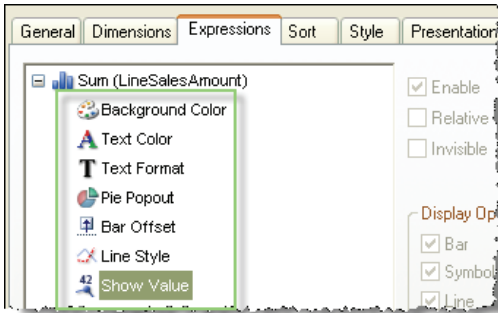 General Dimensions Expressions Sort Style Presentation
Sum (LineSalesAmount)
Background Color
Text Color
Text Format
Pie Popout
Bar Offset
Line Style
Show Value
Enable
Relative
Invisible
Display Op
Bar
Symbol
Line